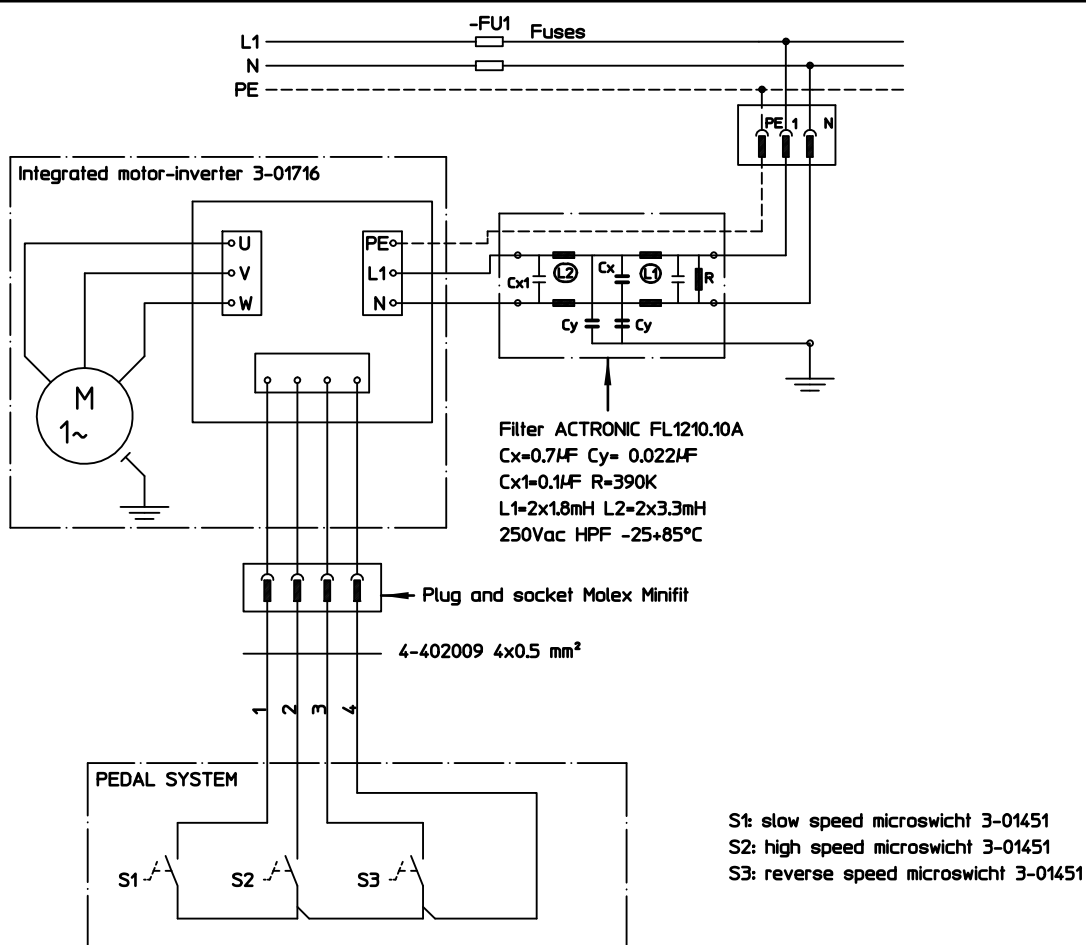 -FU1 Fuses
L1
N
PE
PE 1 N
Integrated motor-inverter 3-01716
U
V
W
PE
L1
N
M
1~
Cx1
L2
Cx
L1
R
Cy
Cy
Filter ACTRONIC FL1210.10A
Cx=0.7µF Cy= 0.022µF
Cx1=0.1µF R=390K
L1=2x1.8mH L2=2x3.3mH
250Vac HPF -25+85°C
Plug and socket Molex Minifit
4-402009 4x0.5 mm²
1 2 3 4
PEDAL SYSTEM
S1 S2 S3
S1: slow speed microswicht 3-01451
S2: high speed microswicht 3-01451
S3: reverse speed microswicht 3-01451